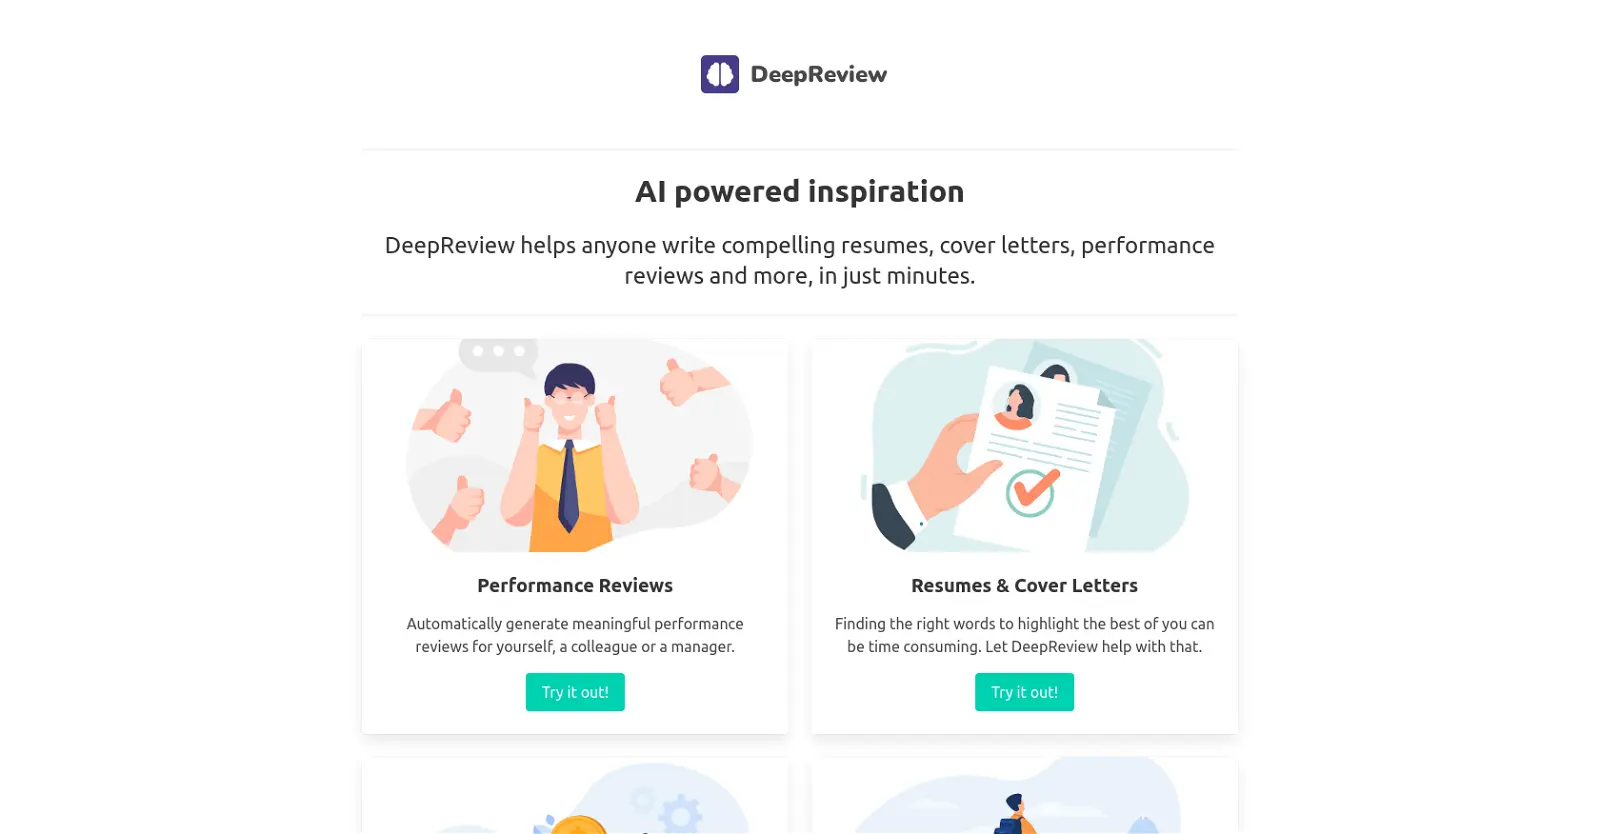 DeepReview
AI powered inspiration
DeepReview helps anyone write compelling resumes, cover letters, performance
reviews and more, in just minutes.
Performance Reviews
Automatically generate meaningful performance
reviews for yourself, a colleague or a manager.
Try it out!
Resumes & Cover Letters
Finding the right words to highlight the best of you can
be time consuming. Let DeepReview help with that.
Try it out!